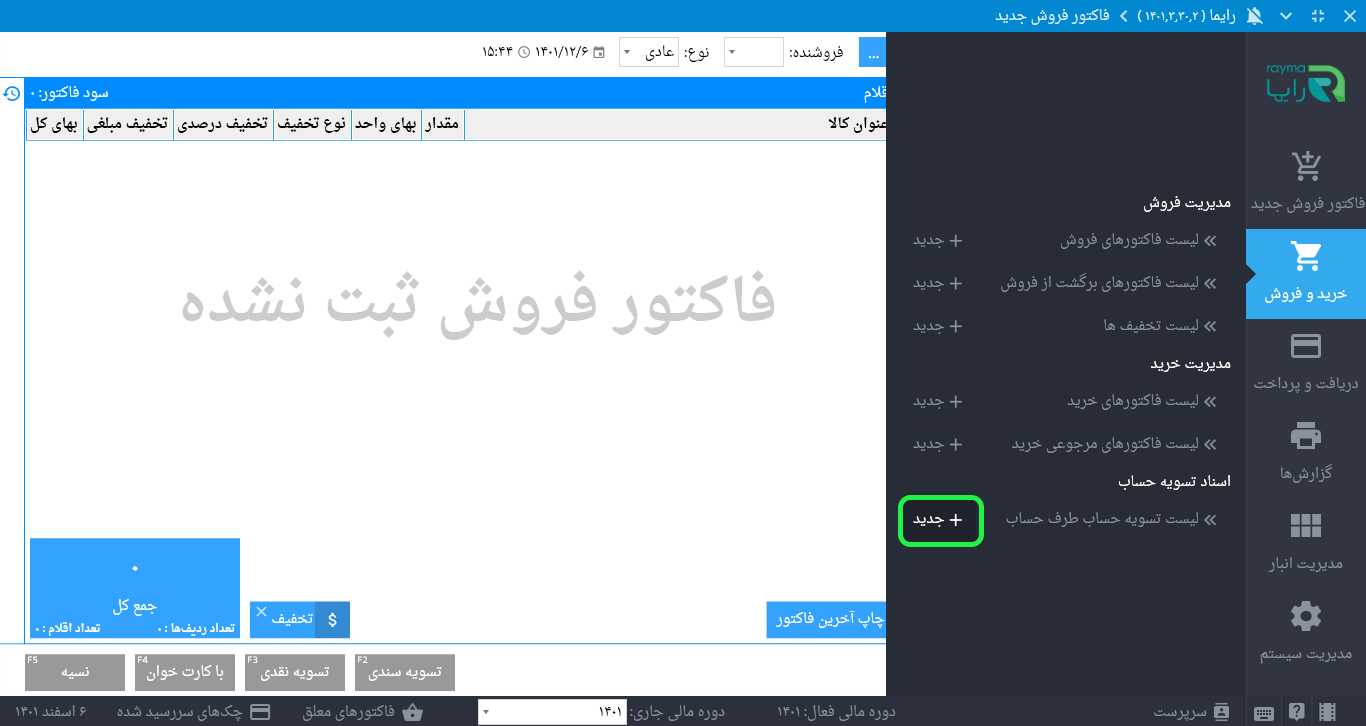 رایما ( ۱۴۰۱,۳,۳۰,۲ ) > فاکتور فروش جدید
rayma
رایما
فاکتور فروش جدید
خرید و فروش
دریافت و پرداخت
گزارش‌ها
مدیریت انبار
مدیریت سیستم
مدیریت فروش
لیست فاکتورهای فروش + جدید
لیست فاکتورهای برگشت از فروش + جدید
لیست تخفیف ها + جدید
مدیریت خرید
لیست فاکتورهای خرید + جدید
لیست فاکتورهای مرجوعی خرید + جدید
اسناد تسویه حساب
لیست تسویه حساب طرف حساب + جدید
... فروشنده: نوع: عادی ۱۴۰۱/۱۲/۶ ۱۵:۴۴
قلام سود فاکتور: ۰
عنوان کالا مقدار بهای واحد نوع تخفیف تخفیف درصدی تخفیف مبلغی بهای کل
فاکتور فروش ثبت نشده
چاپ آخرین فاکتور
$ تخفیف
۰
جمع کل
تعداد ردیف‌ها : ۰ تعداد اقلام : ۰
F2 تسویه سندی
F3 تسویه نقدی
F4 با کارت خوان
F5 نسیه
سرپرست دوره مالی فعال: ۱۴۰۱ دوره مالی جاری: ۱۴۰۱ فاکتورهای معلق چک‌های سررسید شده ۶ اسفند ۱۴۰۱